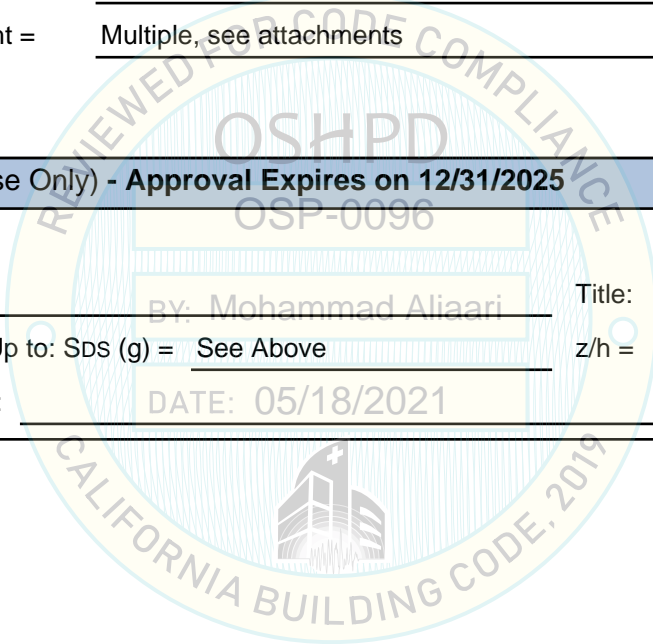 nt = Multiple, see attachments
REVIEWED FOR CODE COMPLIANCE
OSHPD
se Only) - Approval Expires on 12/31/2025
OSP-0096
BY: Mohammad Aliaari
Title:
Up to: SDS (g) = See Above z/h =
:
DATE: 05/18/2021
CALIFORNIA BUILDING CODE, 2019